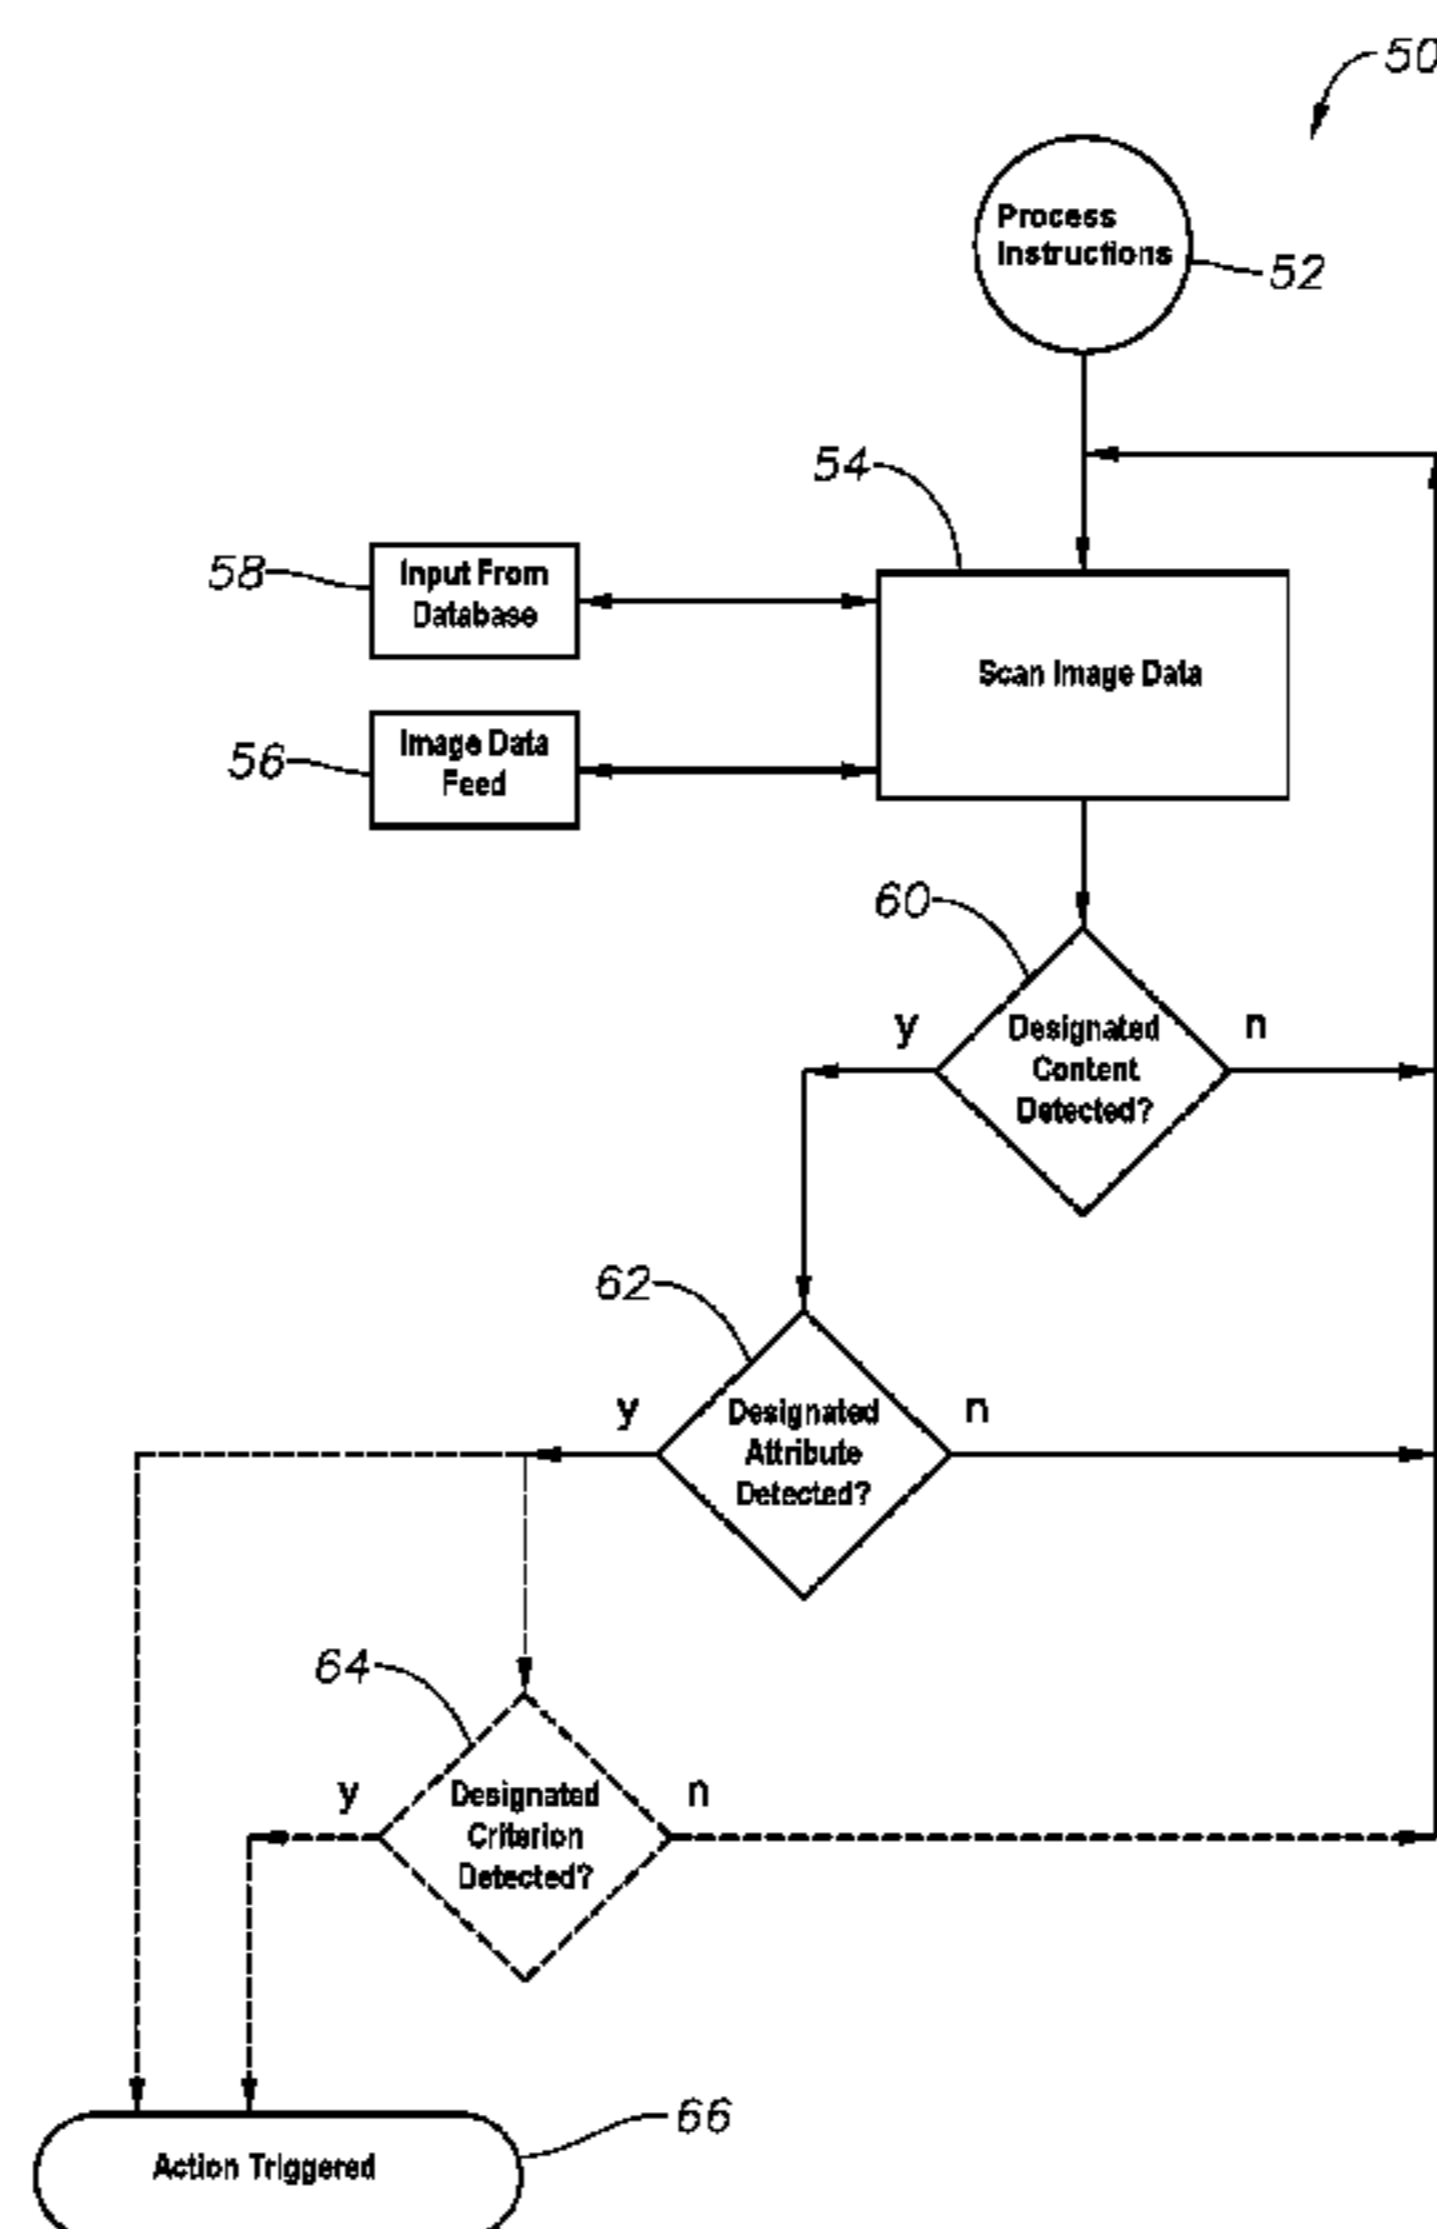 50
Process
Instructions
52
54
58
Input From
Database
Scan Image Data
56
Image Data
Feed
60
y
Designated
Content
Detected?
n
62
y
Designated
Attribute
Detected?
n
64
y
Designated
Criterion
Detected?
n
66
Action Triggered